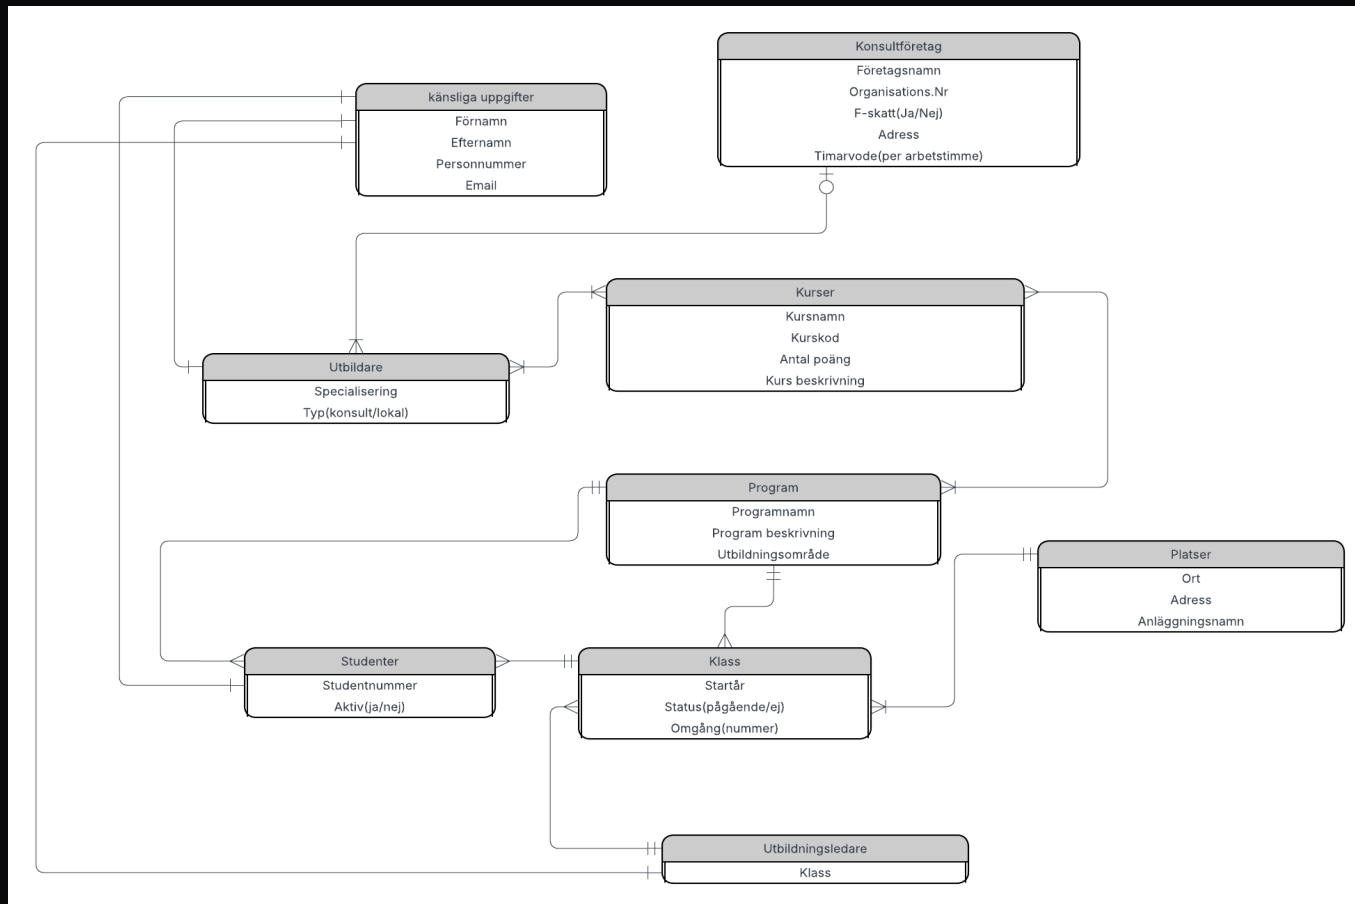 Konsultföretag
Företagsnamn
Organisations.Nr
F-skatt(Ja/Nej)
Adress
Timarvode(per arbetstimme)
känsliga uppgifter
Förnamn
Efternamn
Personnummer
Email
Kurser
Kursnamn
Kurskod
Antal poäng
Kurs beskrivning
Utbildare
Specialisering
Typ(konsult/lokal)
Program
Programnamn
Program beskrivning
Utbildningsområde
Platser
Ort
Adress
Anläggningsnamn
Studenter
Studentnummer
Aktiv(ja/nej)
Klass
Startår
Status(pågående/ej)
Omgång(nummer)
Utbildningsledare
Klass